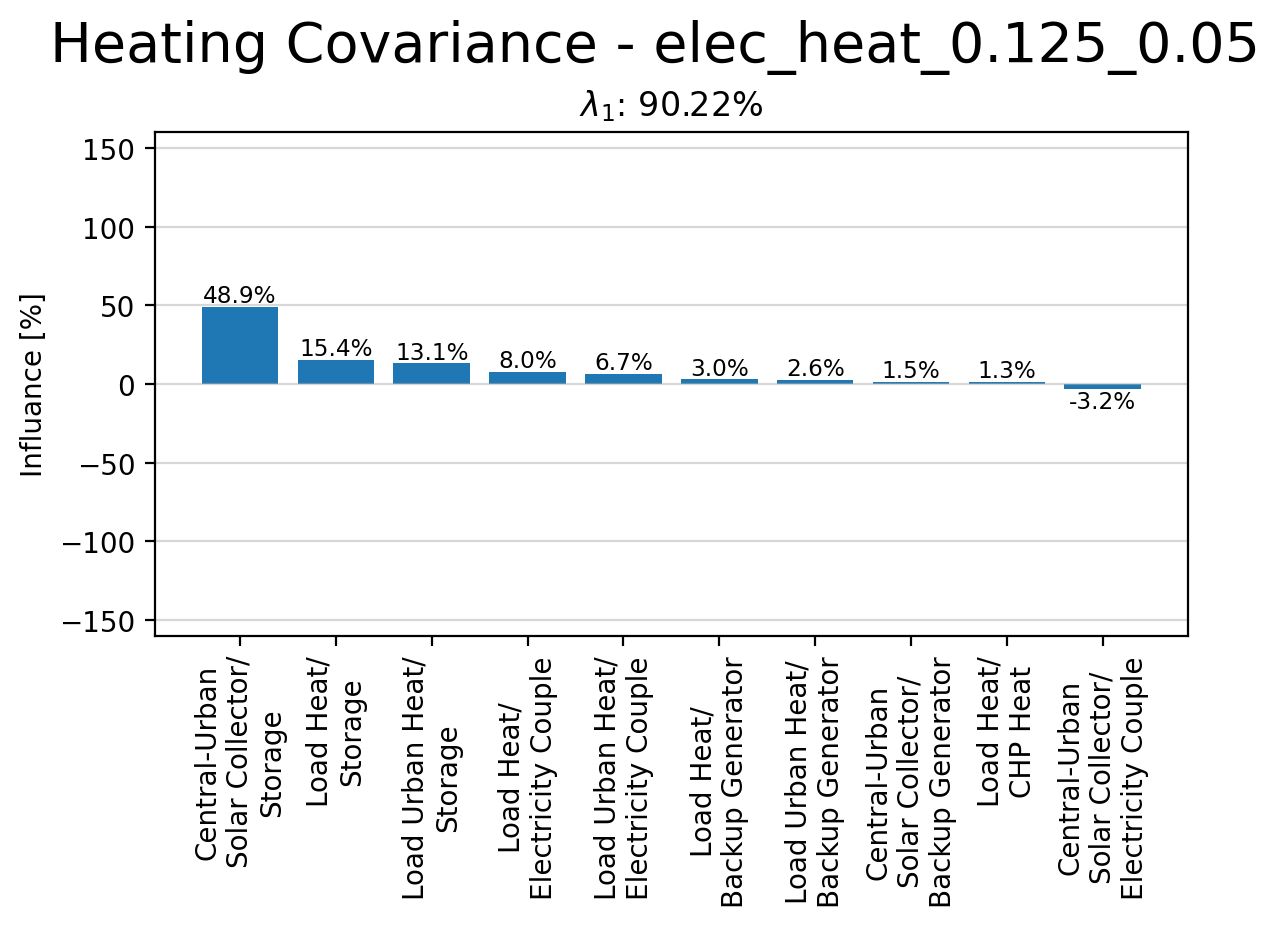 Heating Covariance - elec_heat_0.125_0.05
λ₁: 90.22%
Influance [%]
150
100
50
0
−50
−100
−150
48.9%
15.4%
13.1%
8.0%
6.7%
3.0%
2.6%
1.5%
1.3%
-3.2%
Central-Urban
Solar Collector/
Storage
Load Heat/
Storage
Load Urban Heat/
Storage
Load Heat/
Electricity Couple
Load Urban Heat/
Electricity Couple
Load Heat/
Backup Generator
Load Urban Heat/
Backup Generator
Central-Urban
Solar Collector/
Backup Generator
Load Heat/
CHP Heat
Central-Urban
Solar Collector/
Electricity Couple